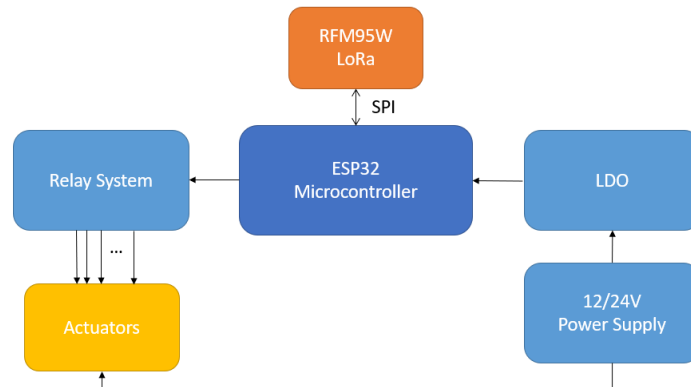 RFM95W
LoRa
SPI
Relay System
ESP32
Microcontroller
LDO
...
Actuators
12/24V
Power Supply